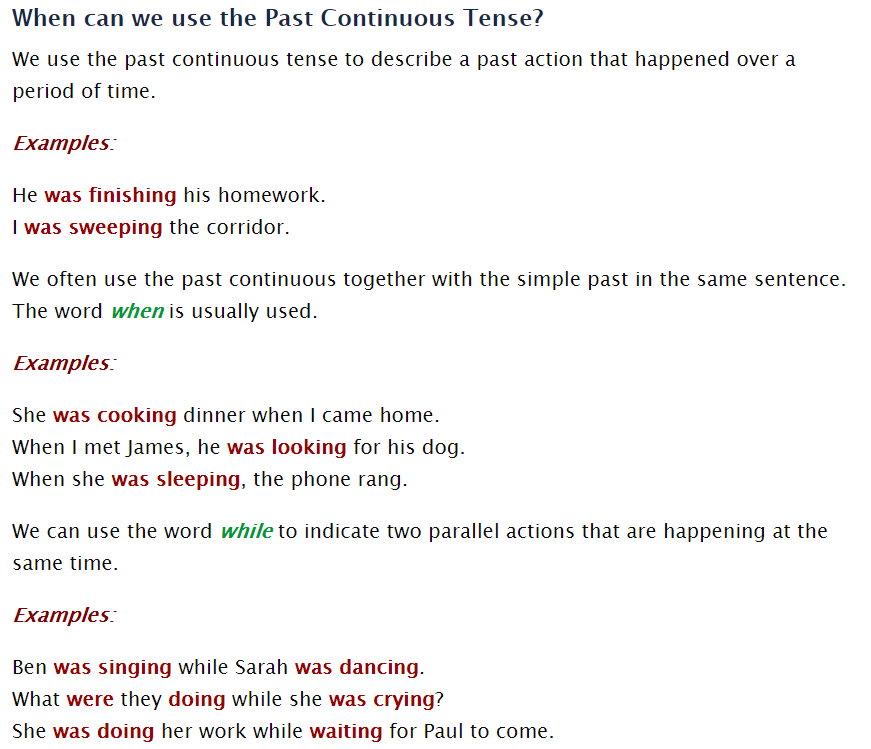 When can we use the Past Continuous Tense?
We use the past continuous tense to describe a past action that happened over a
period of time.
Examples:
He was finishing his homework.
I was sweeping the corridor.
We often use the past continuous together with the simple past in the same sentence.
The word when is usually used.
Examples:
She was cooking dinner when I came home.
When I met James, he was looking for his dog.
When she was sleeping, the phone rang.
We can use the word while to indicate two parallel actions that are happening at the
same time.
Examples:
Ben was singing while Sarah was dancing.
What were they doing while she was crying?
She was doing her work while waiting for Paul to come.